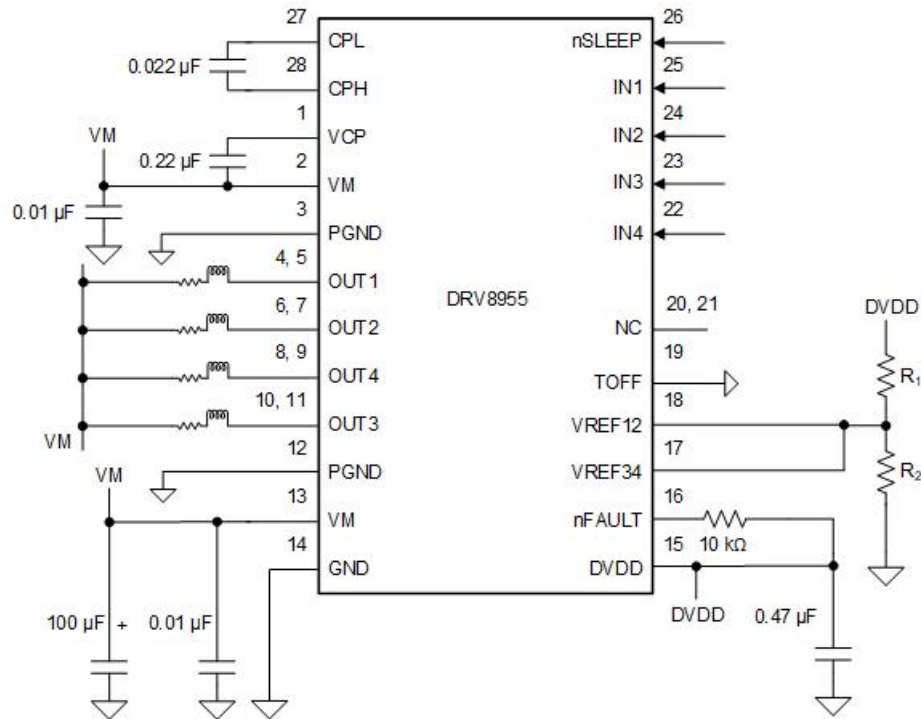 27
CPL
0.022 µF
28
CPH
1
VCP
VM
0.22 µF
2
VM
0.01 µF
3
PGND
4, 5
OUT1
6, 7
OUT2
8, 9
OUT4
10, 11
OUT3
VM
12
PGND
VM
13
VM
14
GND
100 µF +
0.01 µF
DRV8955
26
nSLEEP
25
IN1
24
IN2
23
IN3
22
IN4
20, 21
NC
19
TOFF
18
VREF12
17
VREF34
16
nFAULT
10 kΩ
15
DVDD
DVDD
0.47 µF
DVDD
R1
R2